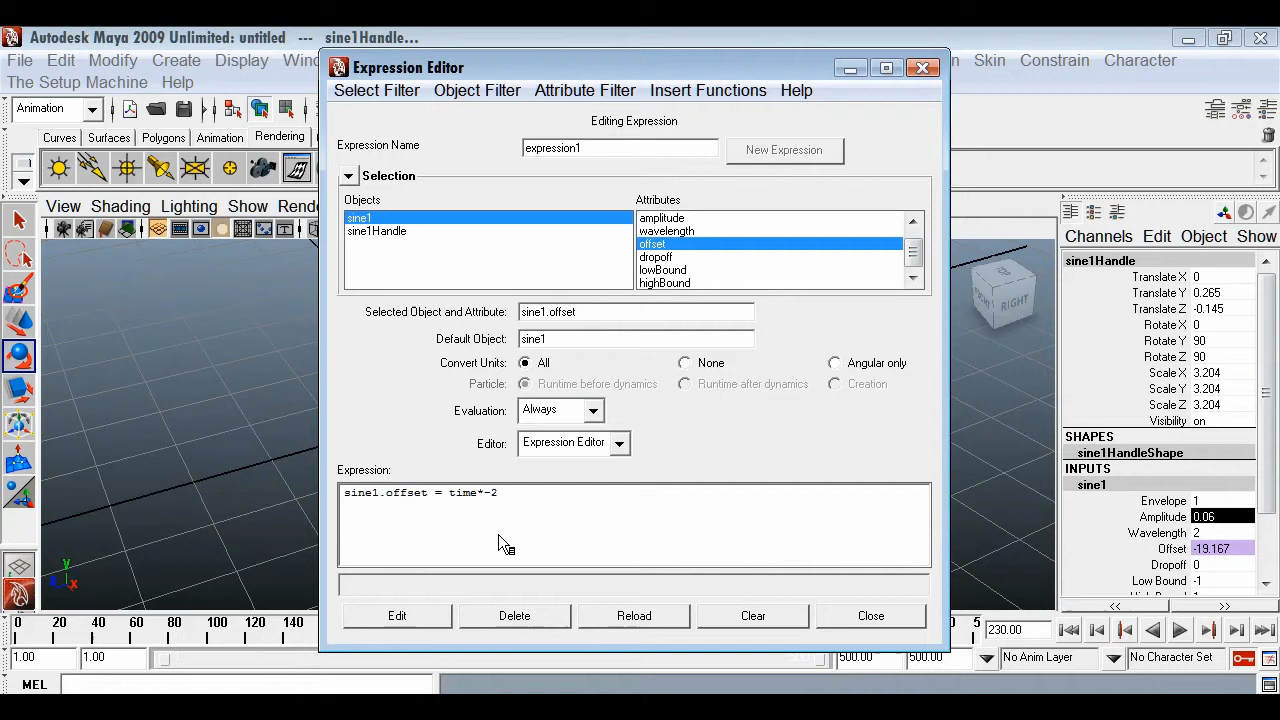 Autodesk Maya 2009 Unlimited: untitled --- sine1Handle...
File Edit Modify Create Display
Skin Constrain Character
The Setup Machine Help
Animation
Curves Surfaces Polygons Animation Rendering
View Shading Lighting Show
Expression Editor
Select Filter Object Filter Attribute Filter Insert Functions Help
Editing Expression
Expression Name expression1 New Expression
Selection
Objects Attributes
sine1 amplitude
sine1Handle wavelength
offset
dropoff
lowBound
highBound
Selected Object and Attribute: sine1.offset
Default Object: sine1
Convert Units: All None Angular only
Particle: Runtime before dynamics Runtime after dynamics Creation
Evaluation: Always
Editor: Expression Editor
Expression:
sine1.offset = time*-2
Edit Delete Reload Clear Close
RIGHT
y
x
Channels Edit Object Show
sine1Handle
Translate X 0
Translate Y 0.265
Translate Z -0.145
Rotate X 0
Rotate Y 90
Rotate Z 90
Scale X 3.204
Scale Y 3.204
Scale Z 3.204
Visibility on
SHAPES
sine1HandleShape
INPUTS
sine1
Envelope 1
Amplitude 0.06
Wavelength 2
Offset -19.167
Dropoff 0
Low Bound -1
0 20 40 60 80 100 120 140
5 230.00
1.00 1.00 500.00 500.00 No Anim Layer No Character Set
MEL